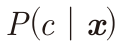 P(c | x)